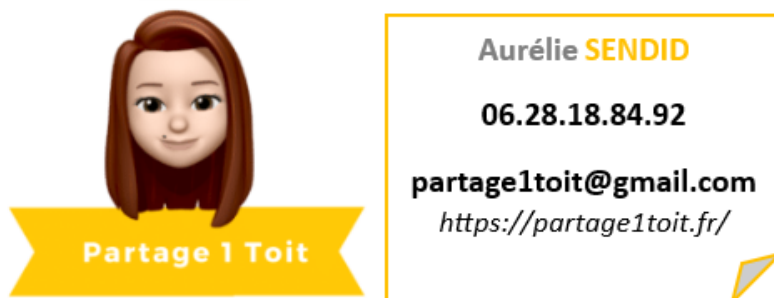 Partage 1 Toit
Aurélie SENDID
06.28.18.84.92
partage1toit@gmail.com
https://partage1toit.fr/